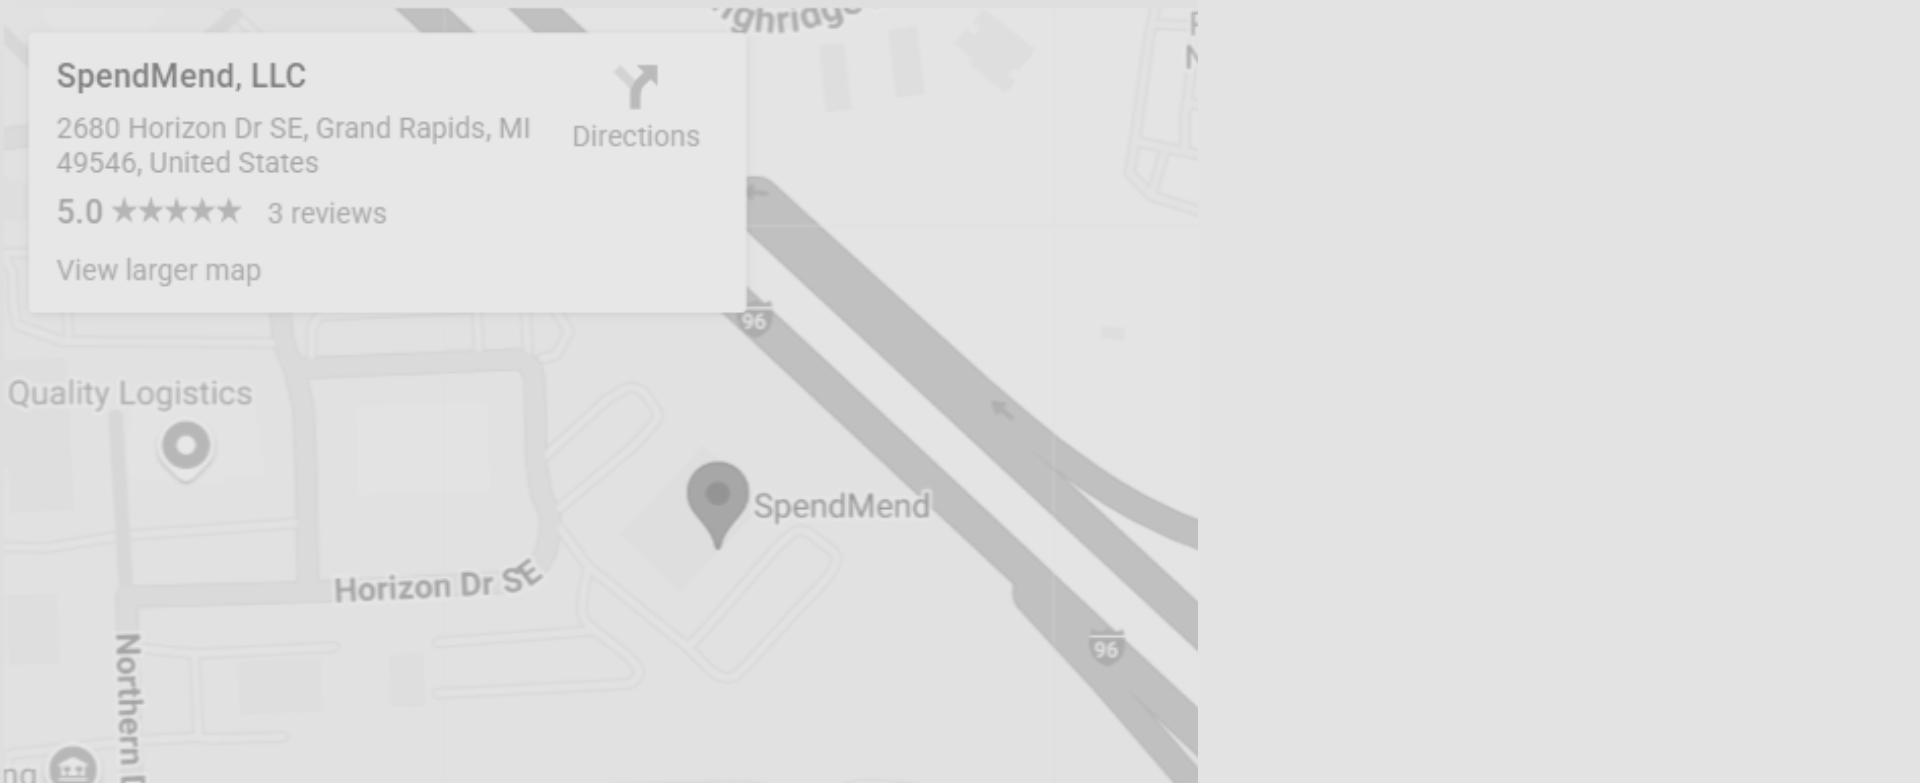 SpendMend, LLC
2680 Horizon Dr SE, Grand Rapids, MI
49546, United States
5.0 ★★★★★ 3 reviews
View larger map
Directions
96
Quality Logistics
SpendMend
Horizon Dr SE
96
Northern